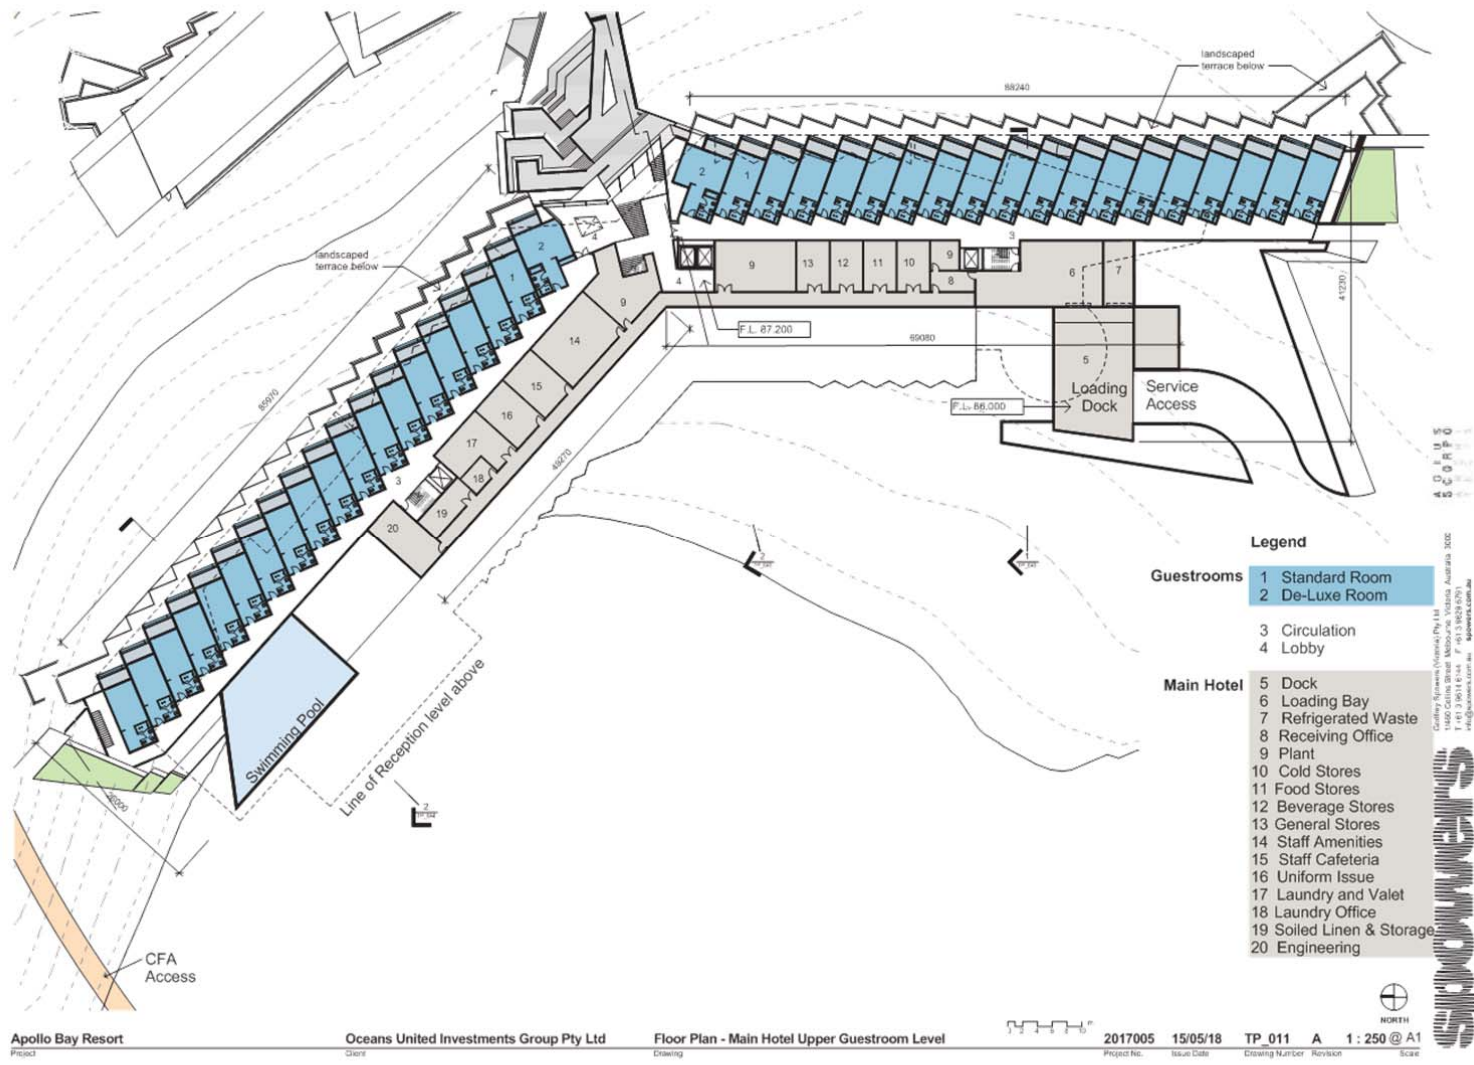 landscaped
terrace below
88240
2
1
3
4
2
landscaped
terrace below
1
4
9
13
12
11
10
9
8
6
7
9
41230
F.L. 87.200
14
69080
5
15
Loading
Dock
Service
Access
85970
F.L. 86.000
16
17
49270
3
18
19
20
Legend
Guestrooms
1 Standard Room
2 De-Luxe Room
3 Circulation
4 Lobby
Main Hotel
5 Dock
6 Loading Bay
7 Refrigerated Waste
8 Receiving Office
9 Plant
10 Cold Stores
11 Food Stores
12 Beverage Stores
13 General Stores
14 Staff Amenities
15 Staff Cafeteria
16 Uniform Issue
17 Laundry and Valet
18 Laundry Office
19 Soiled Linen & Storage
20 Engineering
Swimming Pool
Line of Reception level above
CFA
Access
SPOWERS
NORTH
Apollo Bay Resort
Project
Oceans United Investments Group Pty Ltd
Client
Floor Plan - Main Hotel Upper Guestroom Level
Drawing
2017005
Project No.
15/05/18
Issue Date
TP_011
Drawing Number
A
Revision
1 : 250 @ A1
Scale